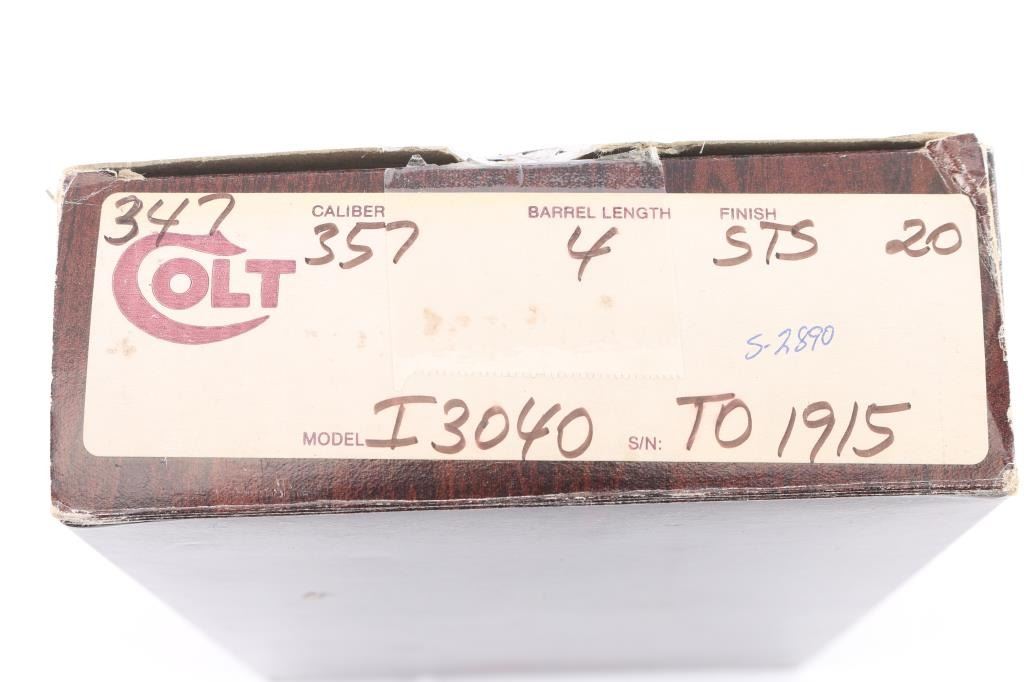 347 CALIBER BARREL LENGTH FINISH
COLT 357 4 STS 20
S-2890
MODEL I3040 S/N: TO 1915